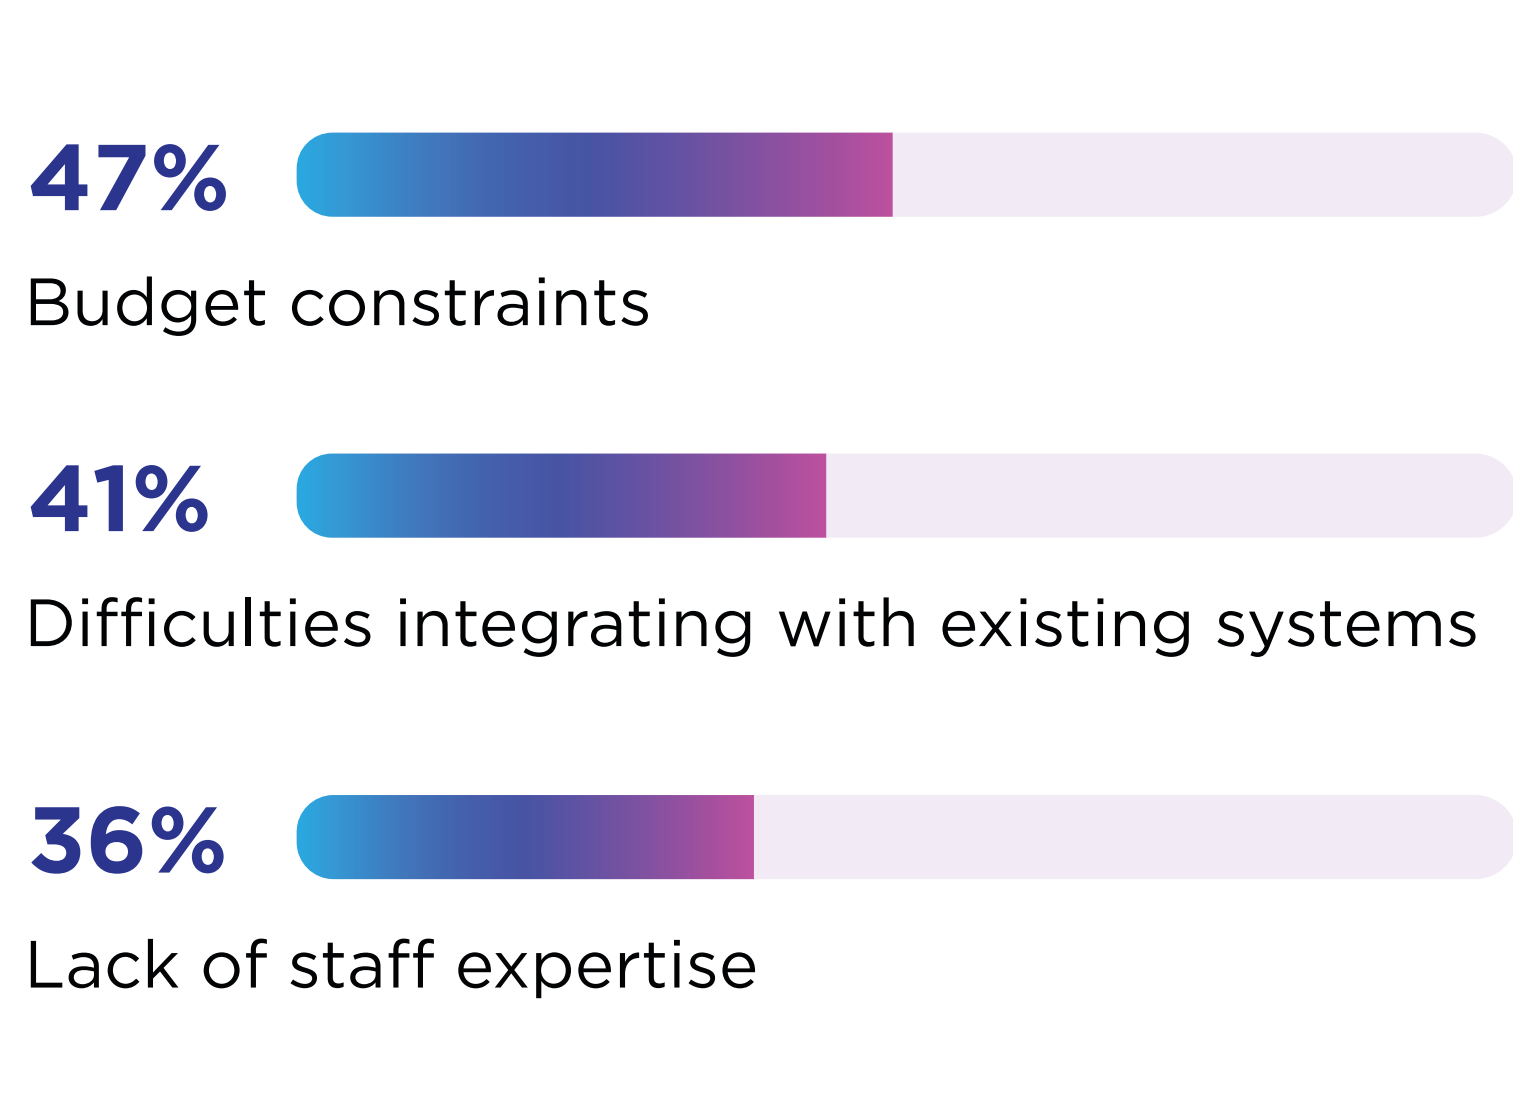 47%
Budget constraints
41%
Difficulties integrating with existing systems
36%
Lack of staff expertise